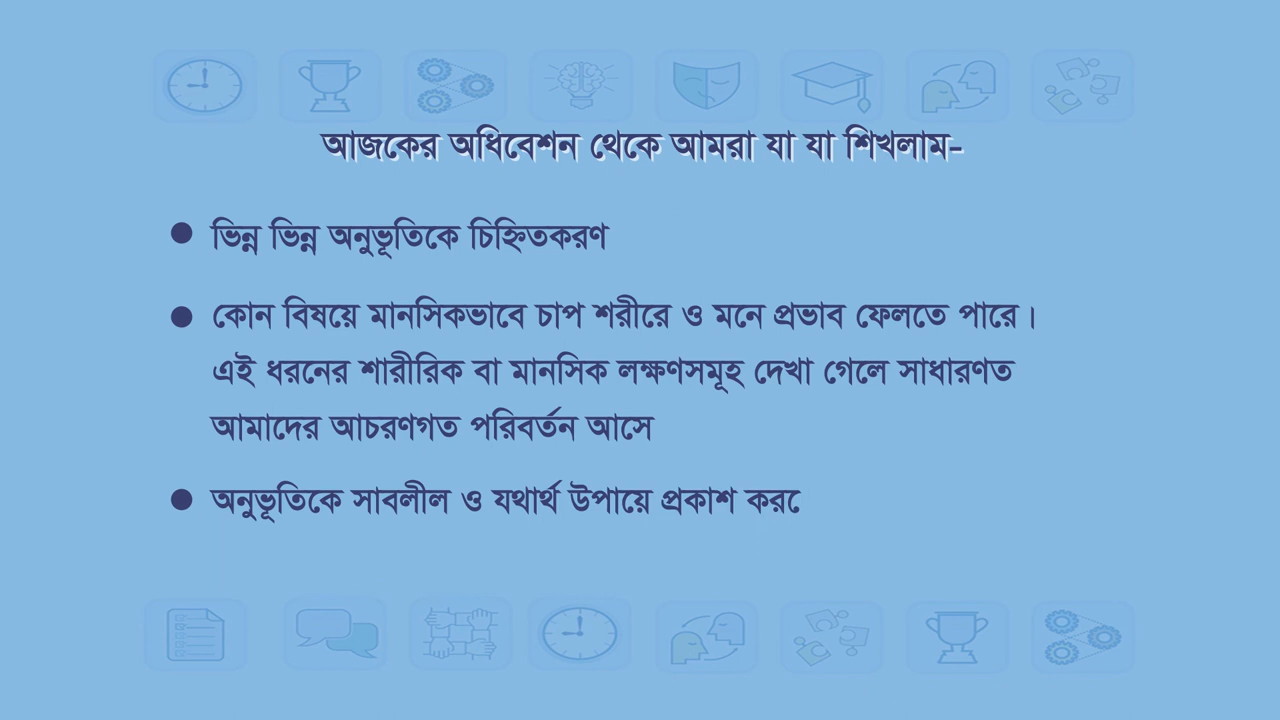 আজকের অধিবেশন থেকে আমরা যা যা শিখলাম-
● ভিন্ন ভিন্ন অনুভূতিকে চিহ্নিতকরণ
● কোন বিষয়ে মানসিকভাবে চাপ শরীরে ও মনে প্রভাব ফেলতে পারে।
এই ধরনের শারীরিক বা মানসিক লক্ষণসমূহ দেখা গেলে সাধারণত
আমাদের আচরণগত পরিবর্তন আসে
● অনুভূতিকে সাবলীল ও যথার্থ উপায়ে প্রকাশ করে